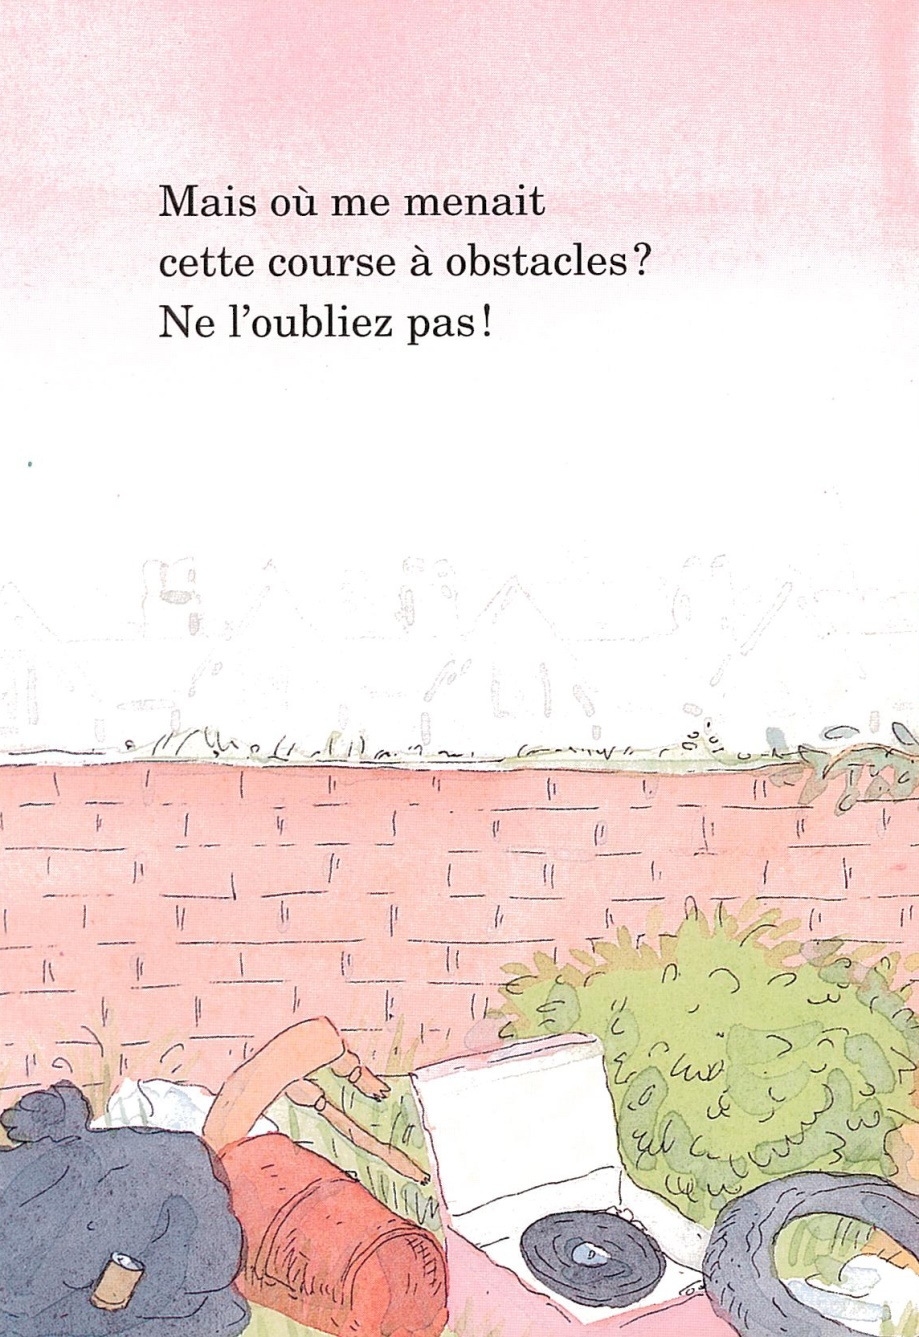 Mais où me menait
cette course à obstacles ?
Ne l'oubliez pas !